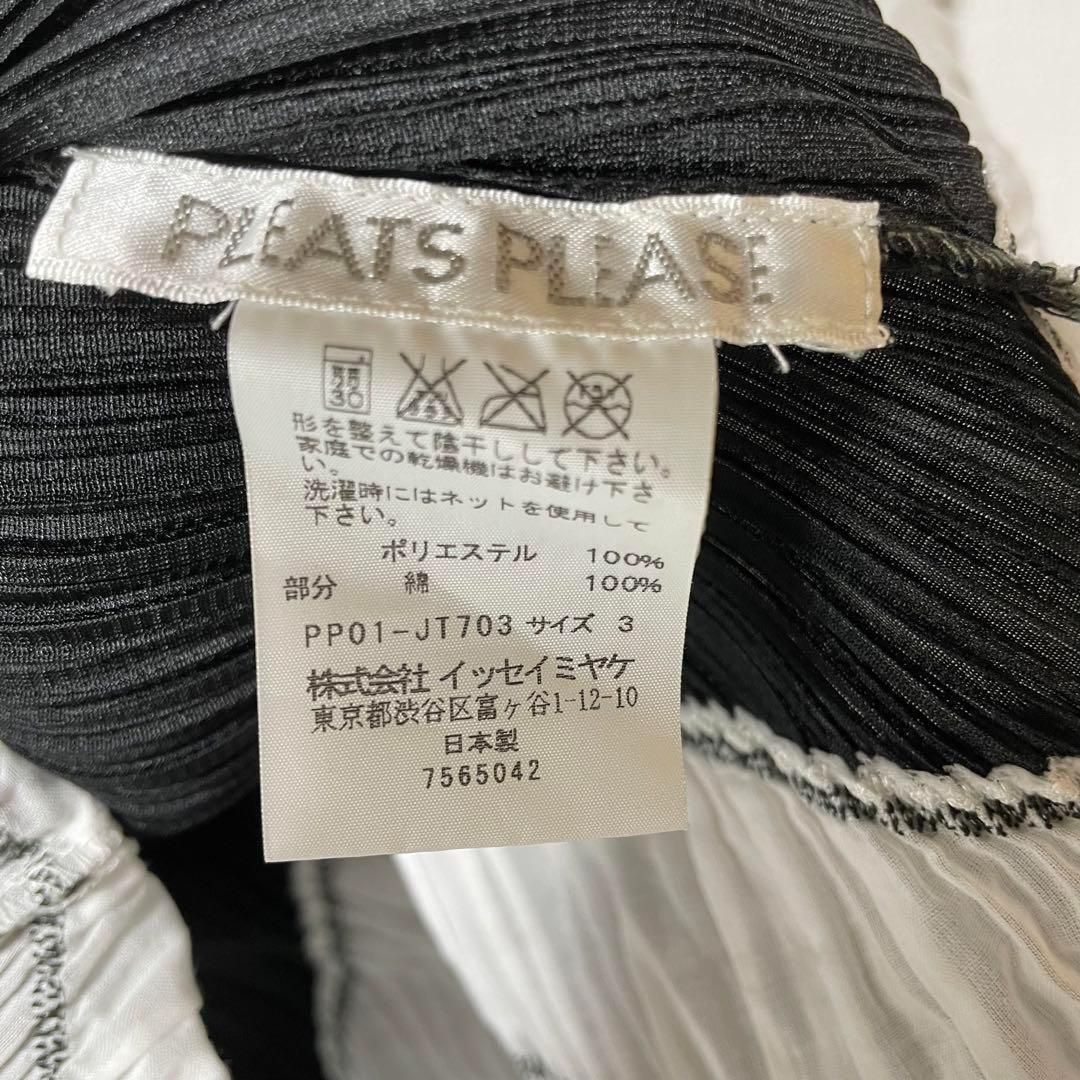 PLEATS PLEASE
形を整えて陰干しして下さい。
家庭での乾燥機はお避け下さ
い。
洗濯時にはネットを使用して
下さい。
ポリエステル 100%
部分 綿 100%
PP01-JT703 サイズ 3
株式会社 イッセイミヤケ
東京都渋谷区富ヶ谷1-12-10
日本製
7565042